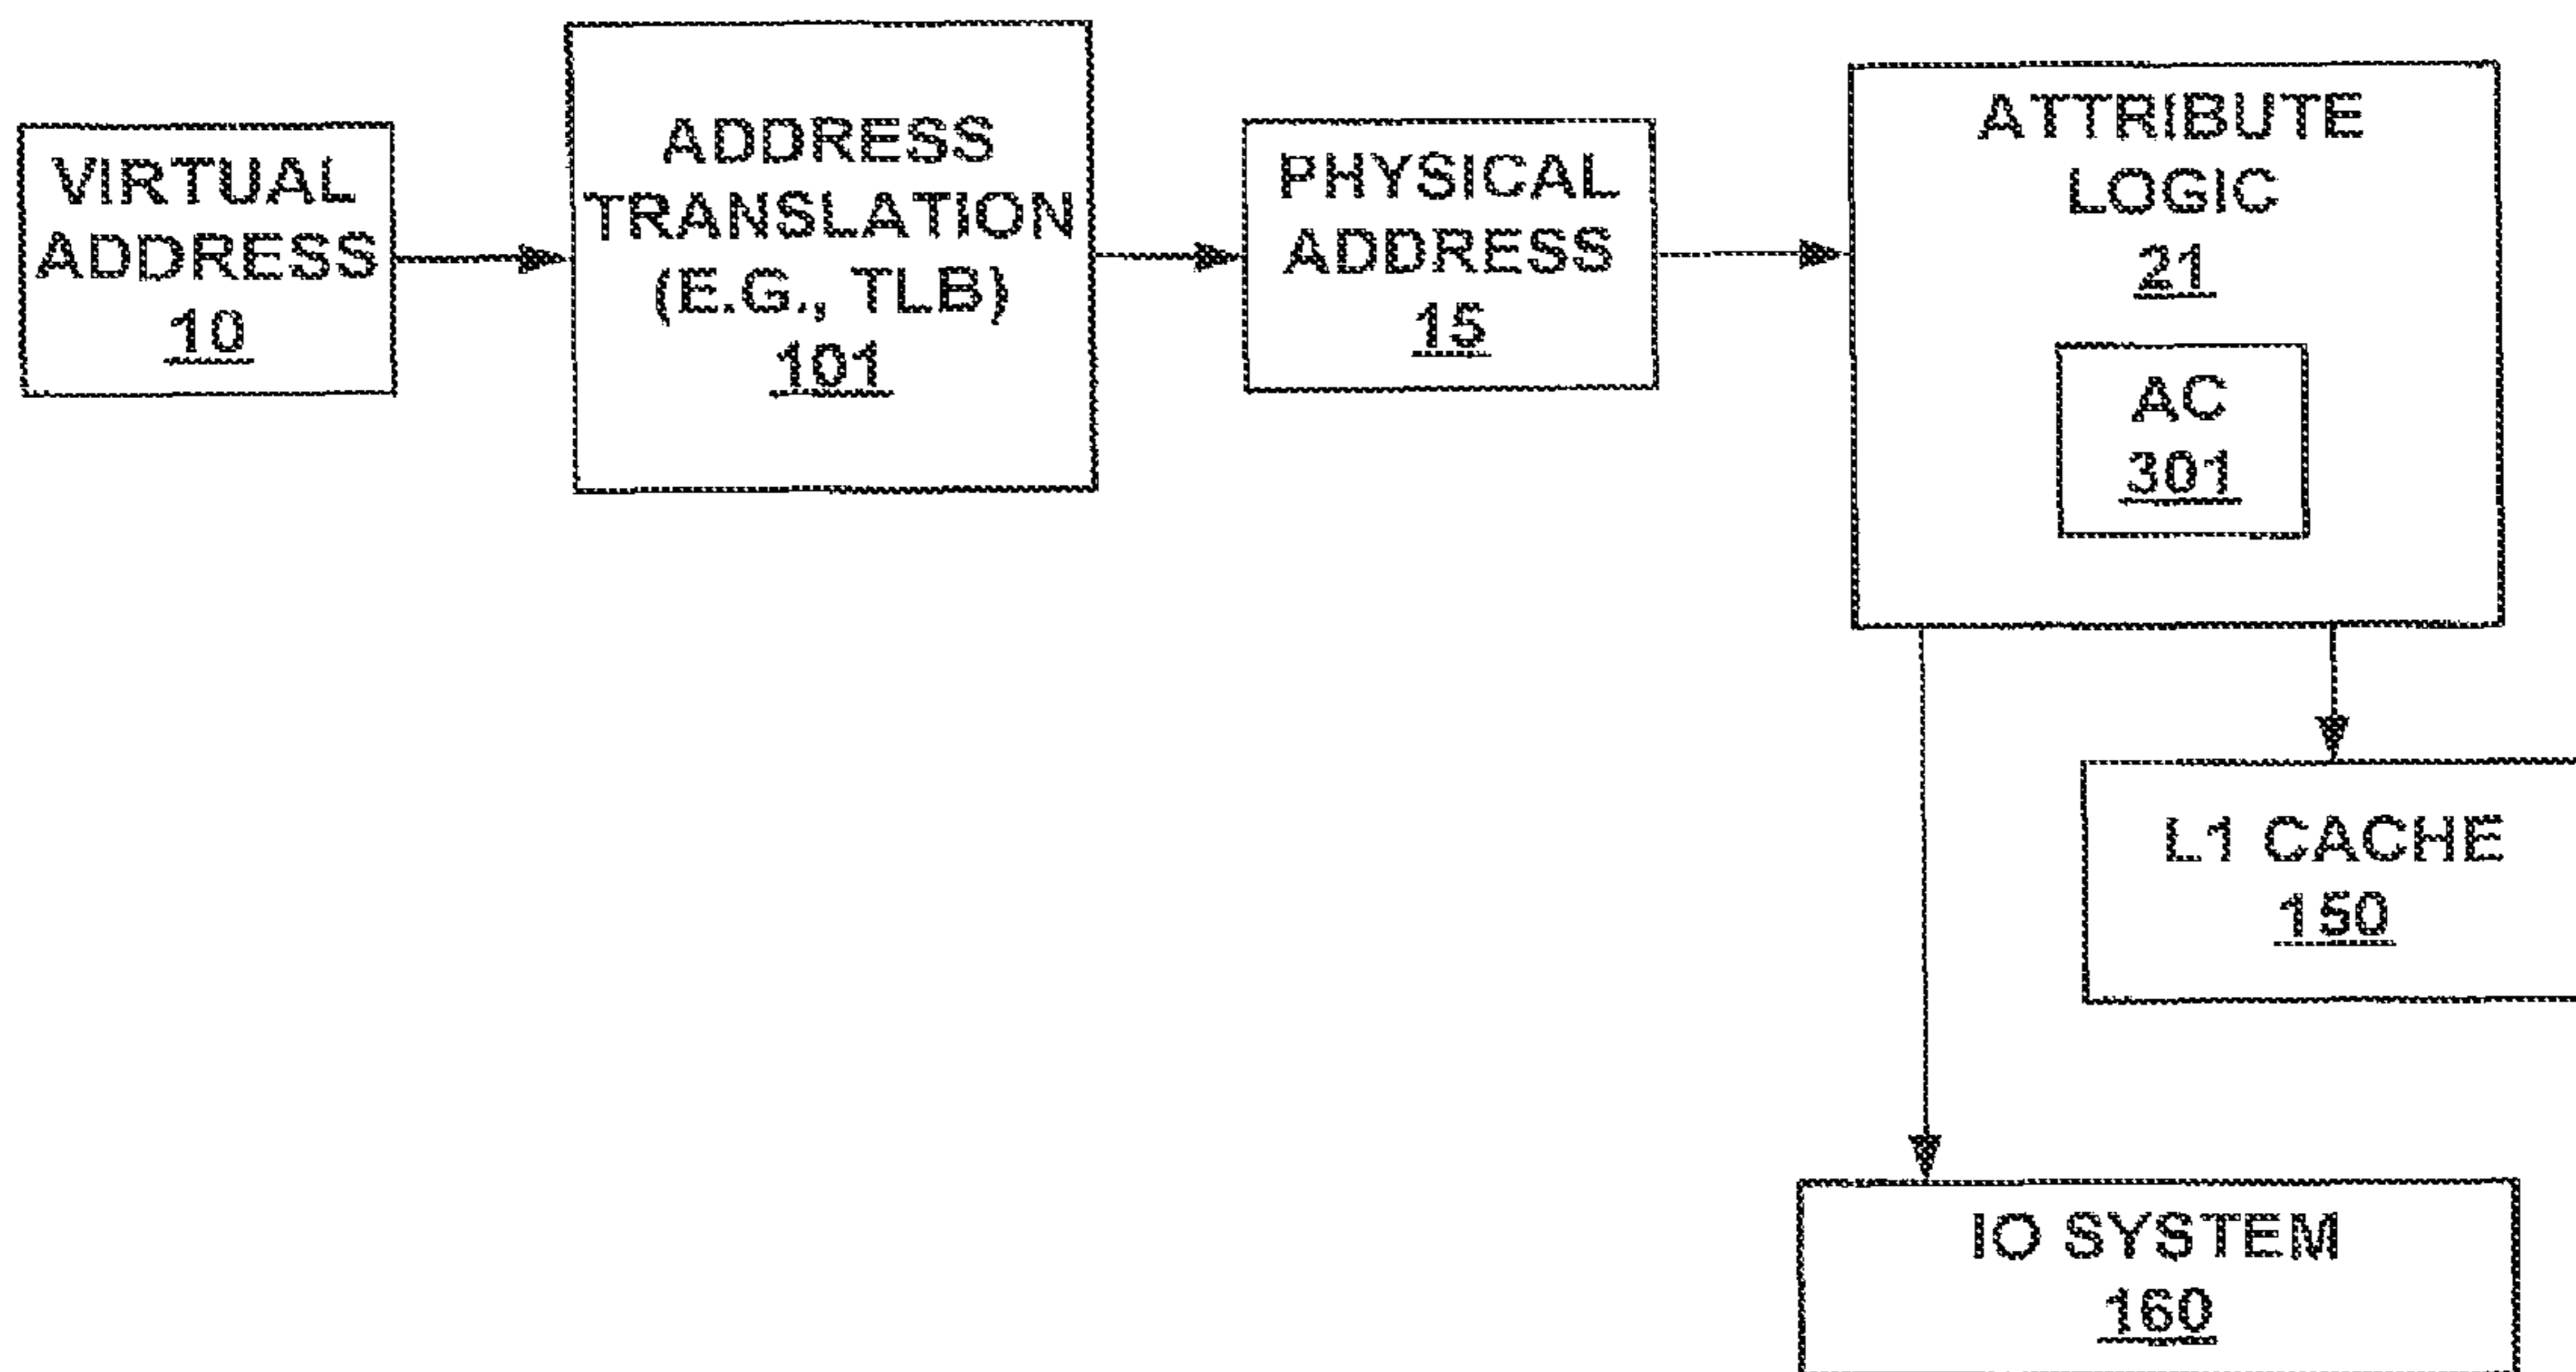 VIRTUAL
ADDRESS
10
ADDRESS
TRANSLATION
(E.G., TLB)
101
PHYSICAL
ADDRESS
15
ATTRIBUTE
LOGIC
21
AC
301
L1 CACHE
150
IO SYSTEM
160